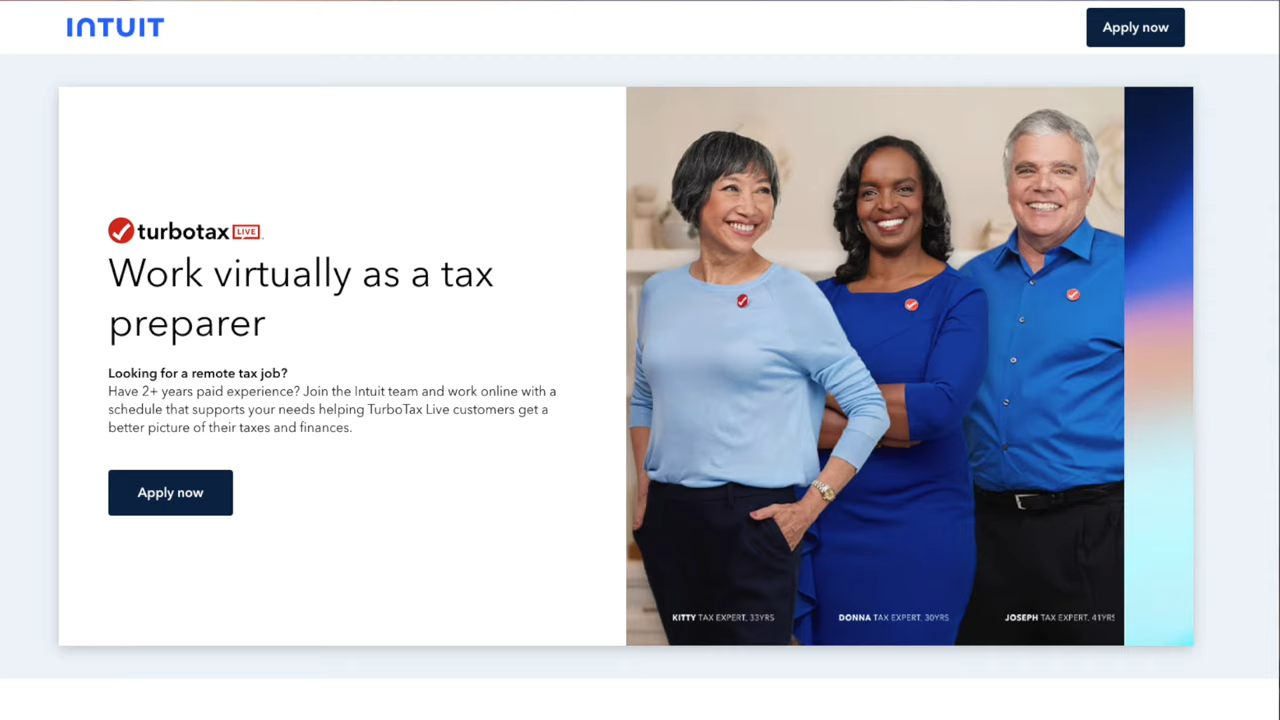 INTUIT
Apply now
turbotax LIVE
Work virtually as a tax
preparer
Looking for a remote tax job?
Have 2+ years paid experience? Join the Intuit team and work online with a
schedule that supports your needs helping TurboTax Live customers get a
better picture of their taxes and finances.
Apply now
KITTY TAX EXPERT, 33YRS
DONNA TAX EXPERT, 30YRS
JOSEPH TAX EXPERT, 41YRS